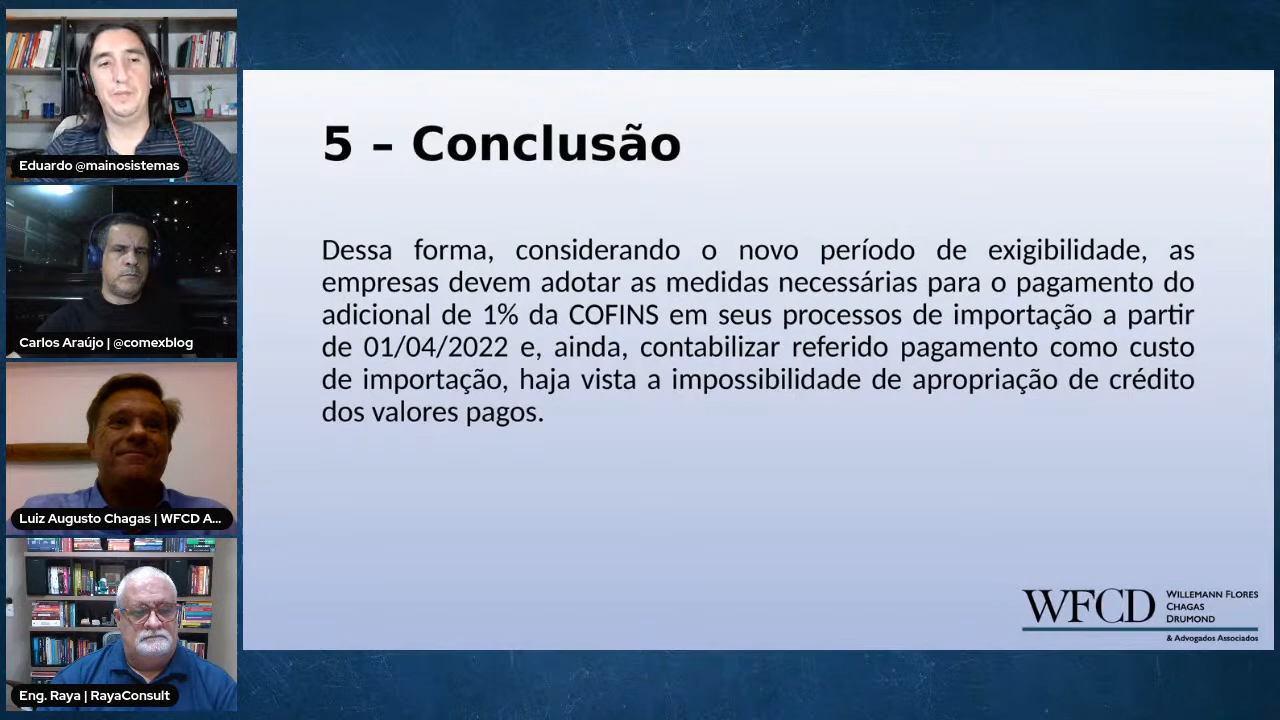 Eduardo @mainosistemas
Carlos Araújo | @comexblog
Luiz Augusto Chagas | WFCD A...
Eng. Raya | RayaConsult
5 – Conclusão
Dessa forma, considerando o novo período de exigibilidade, as
empresas devem adotar as medidas necessárias para o pagamento do
adicional de 1% da COFINS em seus processos de importação a partir
de 01/04/2022 e, ainda, contabilizar referido pagamento como custo
de importação, haja vista a impossibilidade de apropriação de crédito
dos valores pagos.
WFCD
WILLEMANN FLORES
CHAGAS
DRUMOND
& Advogados Associados